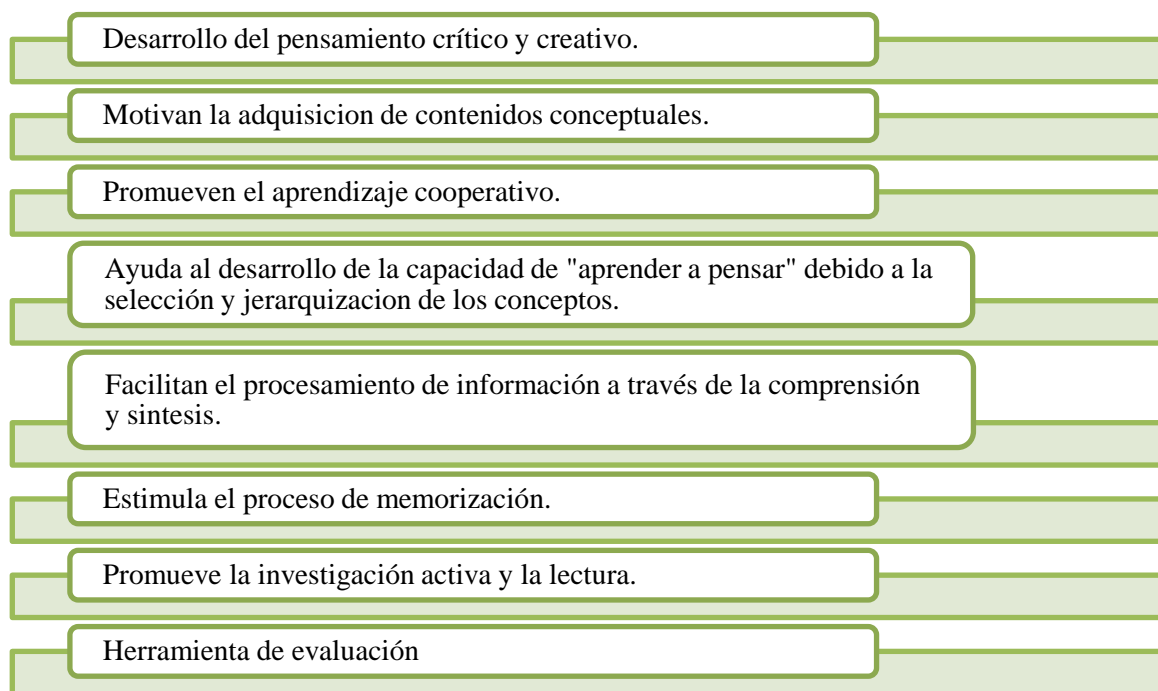 Desarrollo del pensamiento crítico y creativo.
Motivan la adquisicion de contenidos conceptuales.
Promueven el aprendizaje cooperativo.
Ayuda al desarrollo de la capacidad de "aprender a pensar" debido a la
selección y jerarquizacion de los conceptos.
Facilitan el procesamiento de información a través de la comprensión
y sintesis.
Estimula el proceso de memorización.
Promueve la investigación activa y la lectura.
Herramienta de evaluación